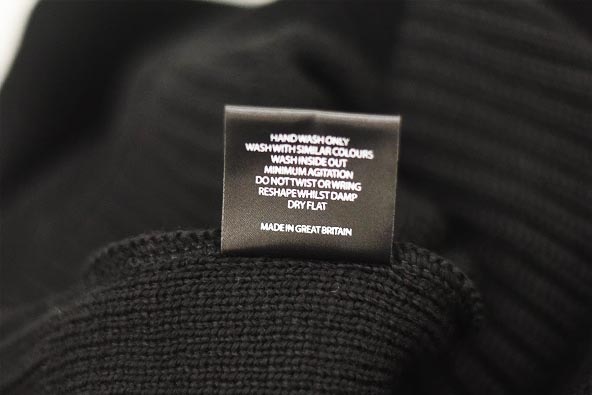 HAND WASH ONLY
WASH WITH SIMILAR COLOURS
WASH INSIDE OUT
MINIMUM AGITATION
DO NOT TWIST OR WRING
RESHAPE WHILST DAMP
DRY FLAT
MADE IN GREAT BRITAIN